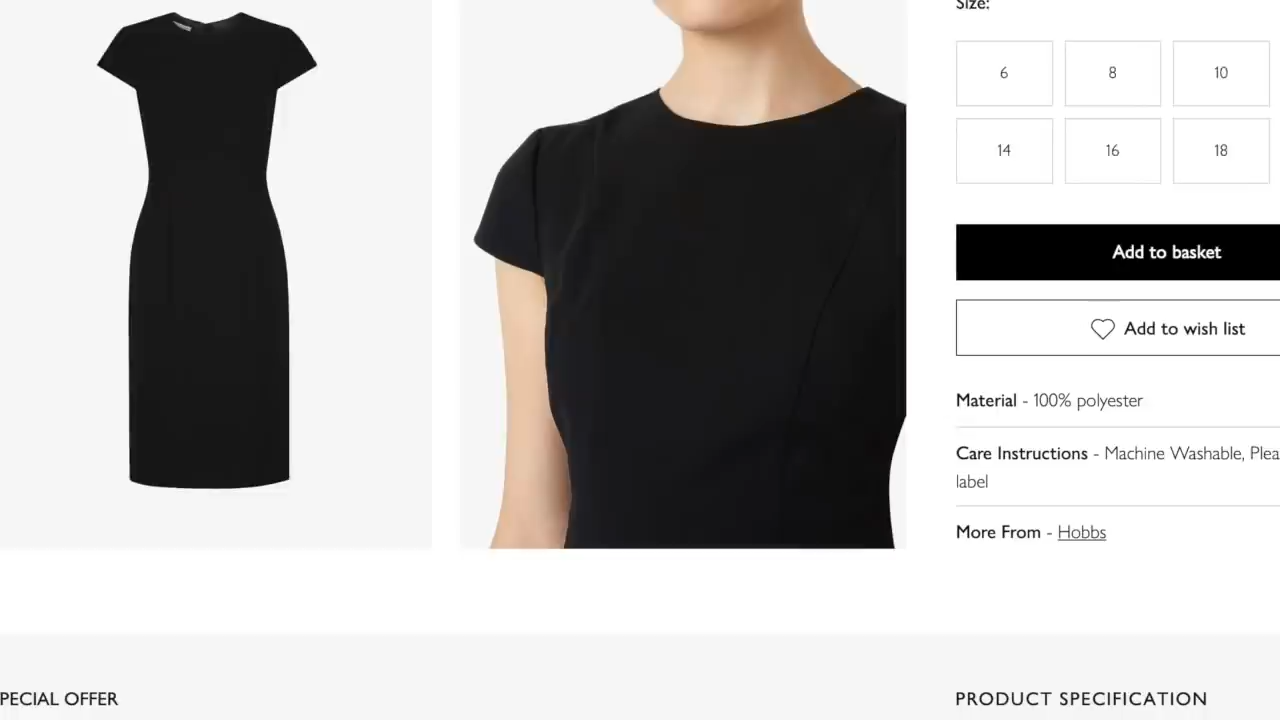 Size:
6
8
10
14
16
18
Add to basket
Add to wish list
Material - 100% polyester
Care Instructions - Machine Washable, Plea
label
More From - Hobbs
PECIAL OFFER
PRODUCT SPECIFICATION